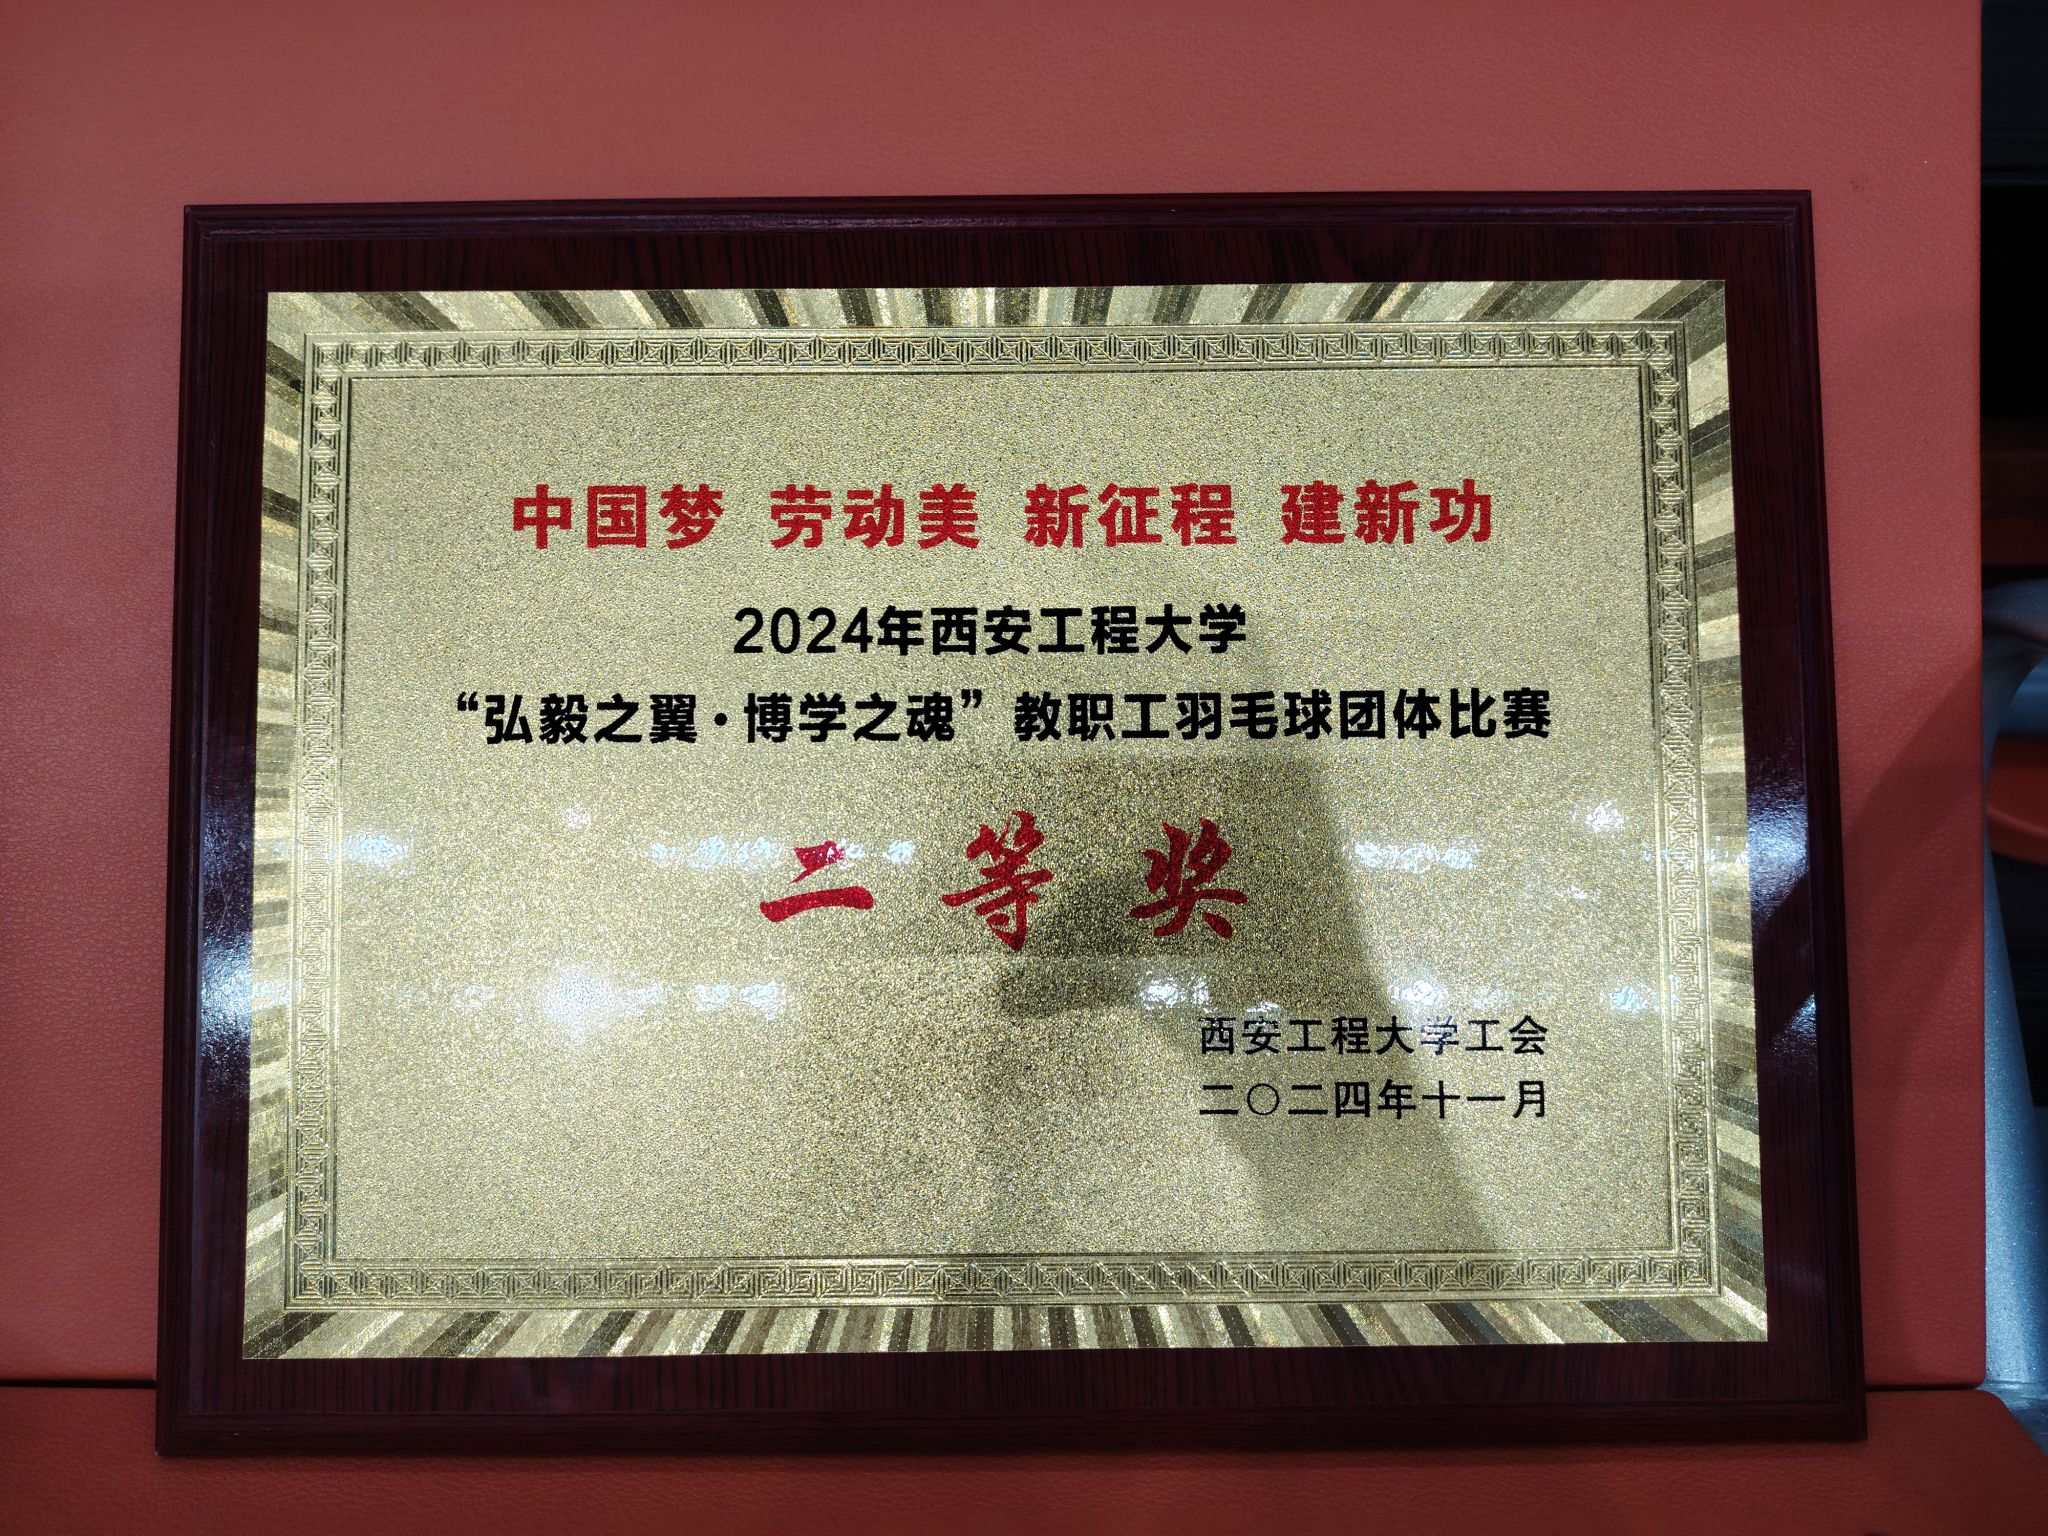 中国梦 劳动美 新征程 建新功
2024年西安工程大学
“弘毅之翼·博学之魂”教职工羽毛球团体比赛
二等奖
西安工程大学工会
二〇二四年十一月